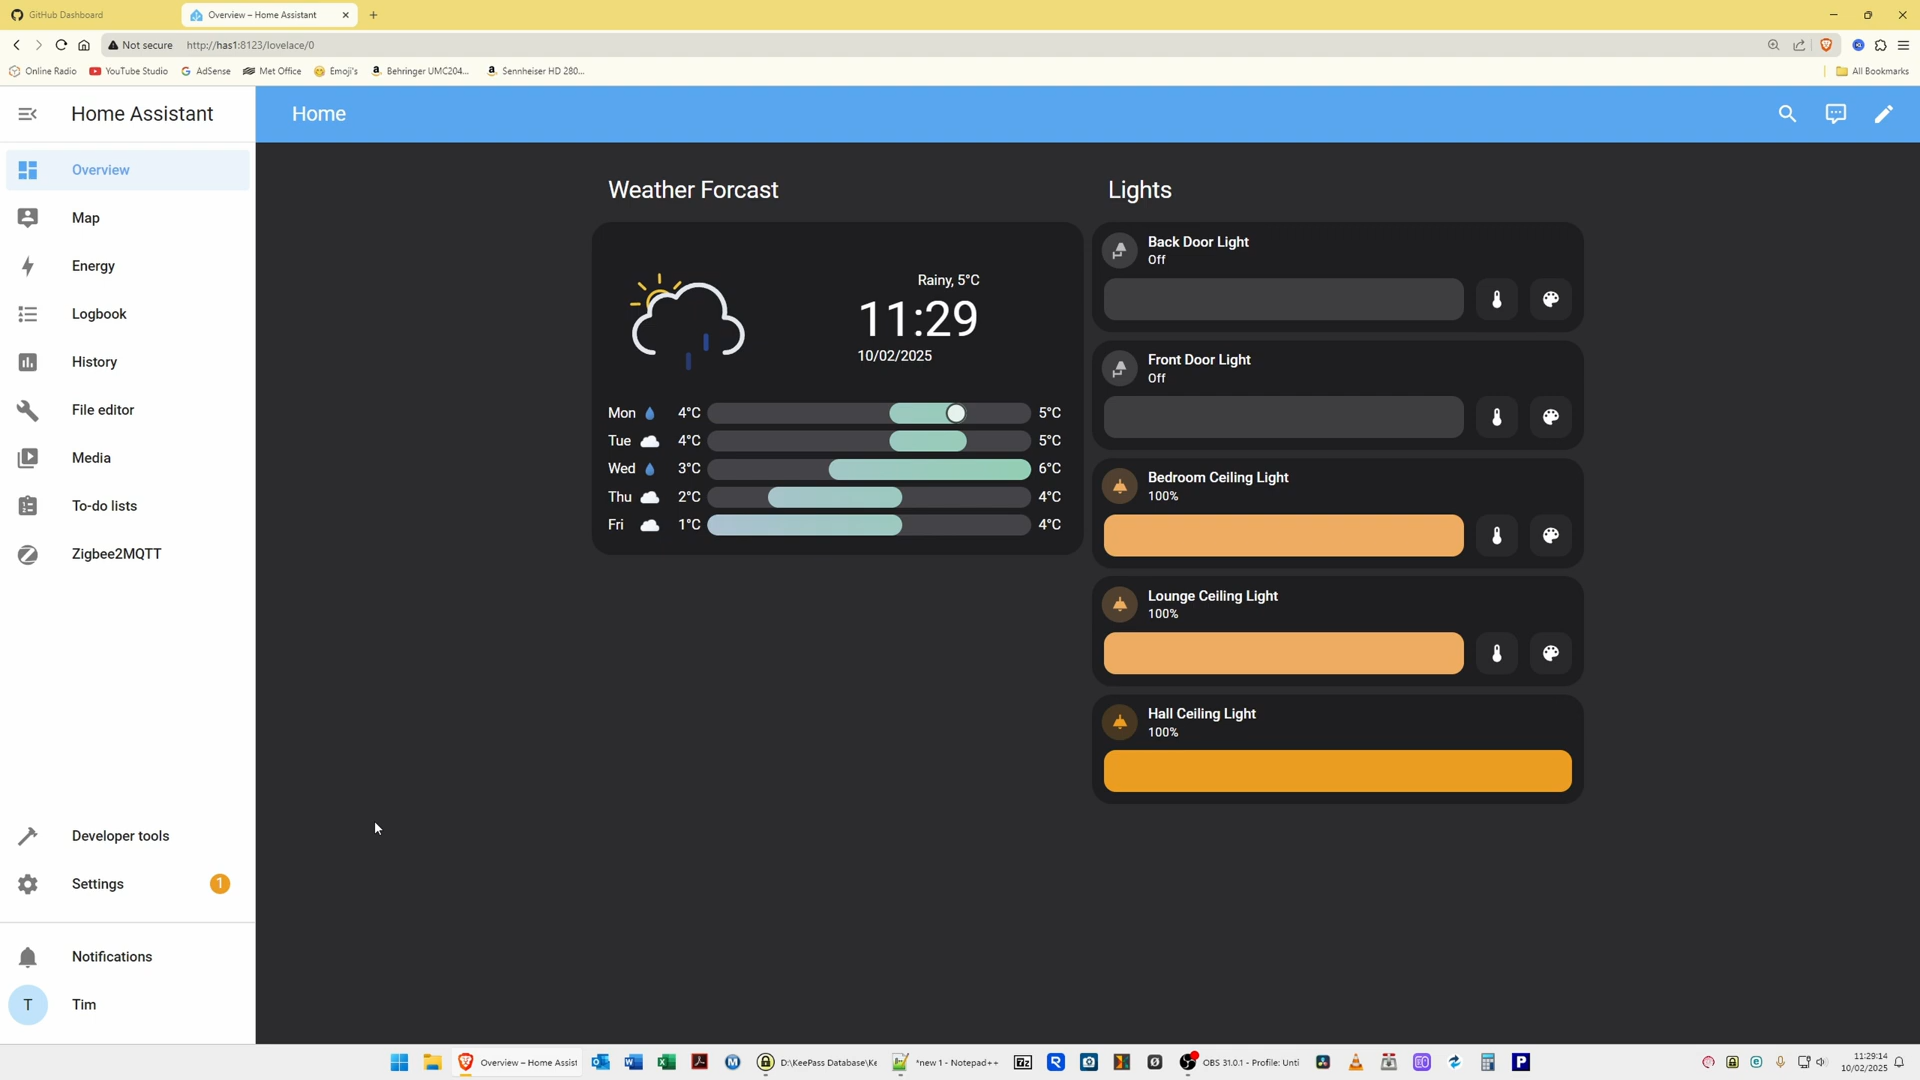 GitHub Dashboard
Overview – Home Assistant
Not secure
http://has1:8123/lovelace/0
Online Radio
YouTube Studio
AdSense
Met Office
Emoji's
Behringer UMC204...
Sennheiser HD 280...
All Bookmarks
Home Assistant
Home
Overview
Map
Energy
Logbook
History
File editor
Media
To-do lists
Zigbee2MQTT
Developer tools
Settings
1
Notifications
T
Tim
Weather Forcast
Rainy, 5°C
11:29
10/02/2025
Mon 4°C 5°C
Tue 4°C 5°C
Wed 3°C 6°C
Thu 2°C 4°C
Fri 1°C 4°C
Lights
Back Door Light
Off
Front Door Light
Off
Bedroom Ceiling Light
100%
Lounge Ceiling Light
100%
Hall Ceiling Light
100%
Overview – Home Assist
D:\KeePass Database\Ke
*new 1 - Notepad++
7z
OBS 31.0.1 - Profile: Unti
11:29:14
10/02/2025